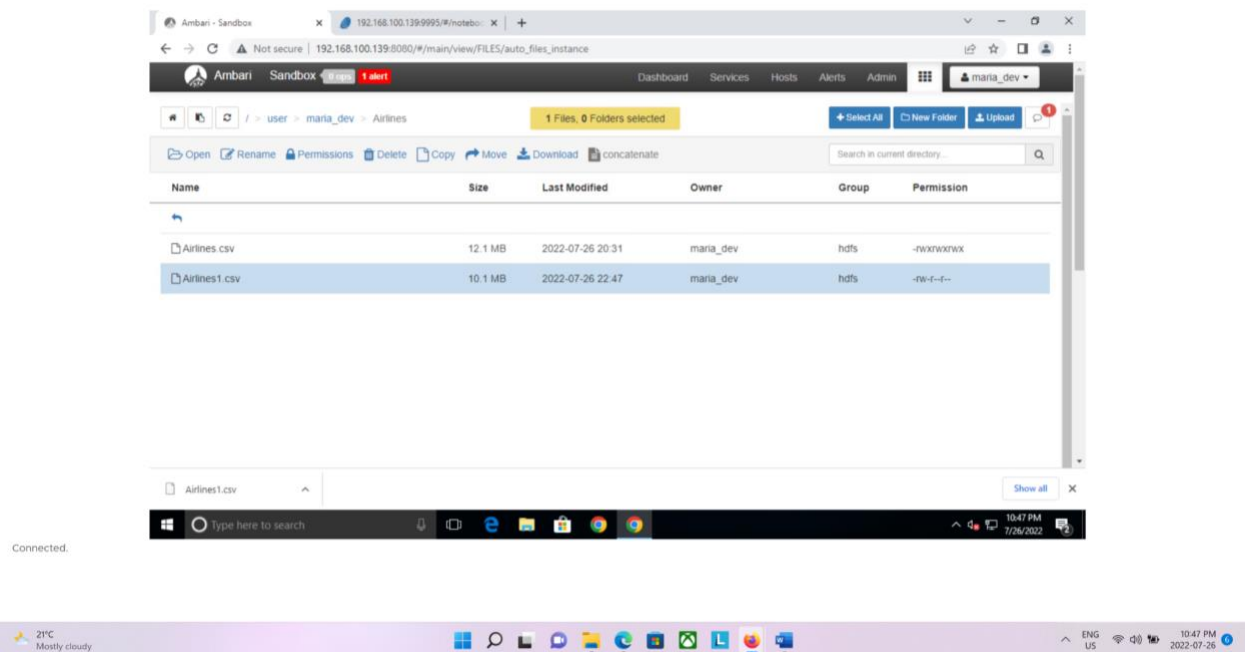 Ambari - Sandbox
192.168.100.139:9995/#/noteboo
Not secure | 192.168.100.139:8080/#/main/view/FILES/auto_files_instance
Ambari Sandbox 0 ops 1 alert Dashboard Services Hosts Alerts Admin maria_dev
/ > user > maria_dev > Airlines 1 Files, 0 Folders selected Select All New Folder Upload 1
Open Rename Permissions Delete Copy Move Download concatenate Search in current directory...
Name Size Last Modified Owner Group Permission
Airlines.csv 12.1 MB 2022-07-26 20:31 maria_dev hdfs -rwxrwxrwx
Airlines1.csv 10.1 MB 2022-07-26 22:47 maria_dev hdfs -rw-r--r--
Airlines1.csv Show all
Type here to search 10:47 PM
7/26/2022 2
Connected.
21°C ENG 10:47 PM
Mostly cloudy US 2022-07-26 6